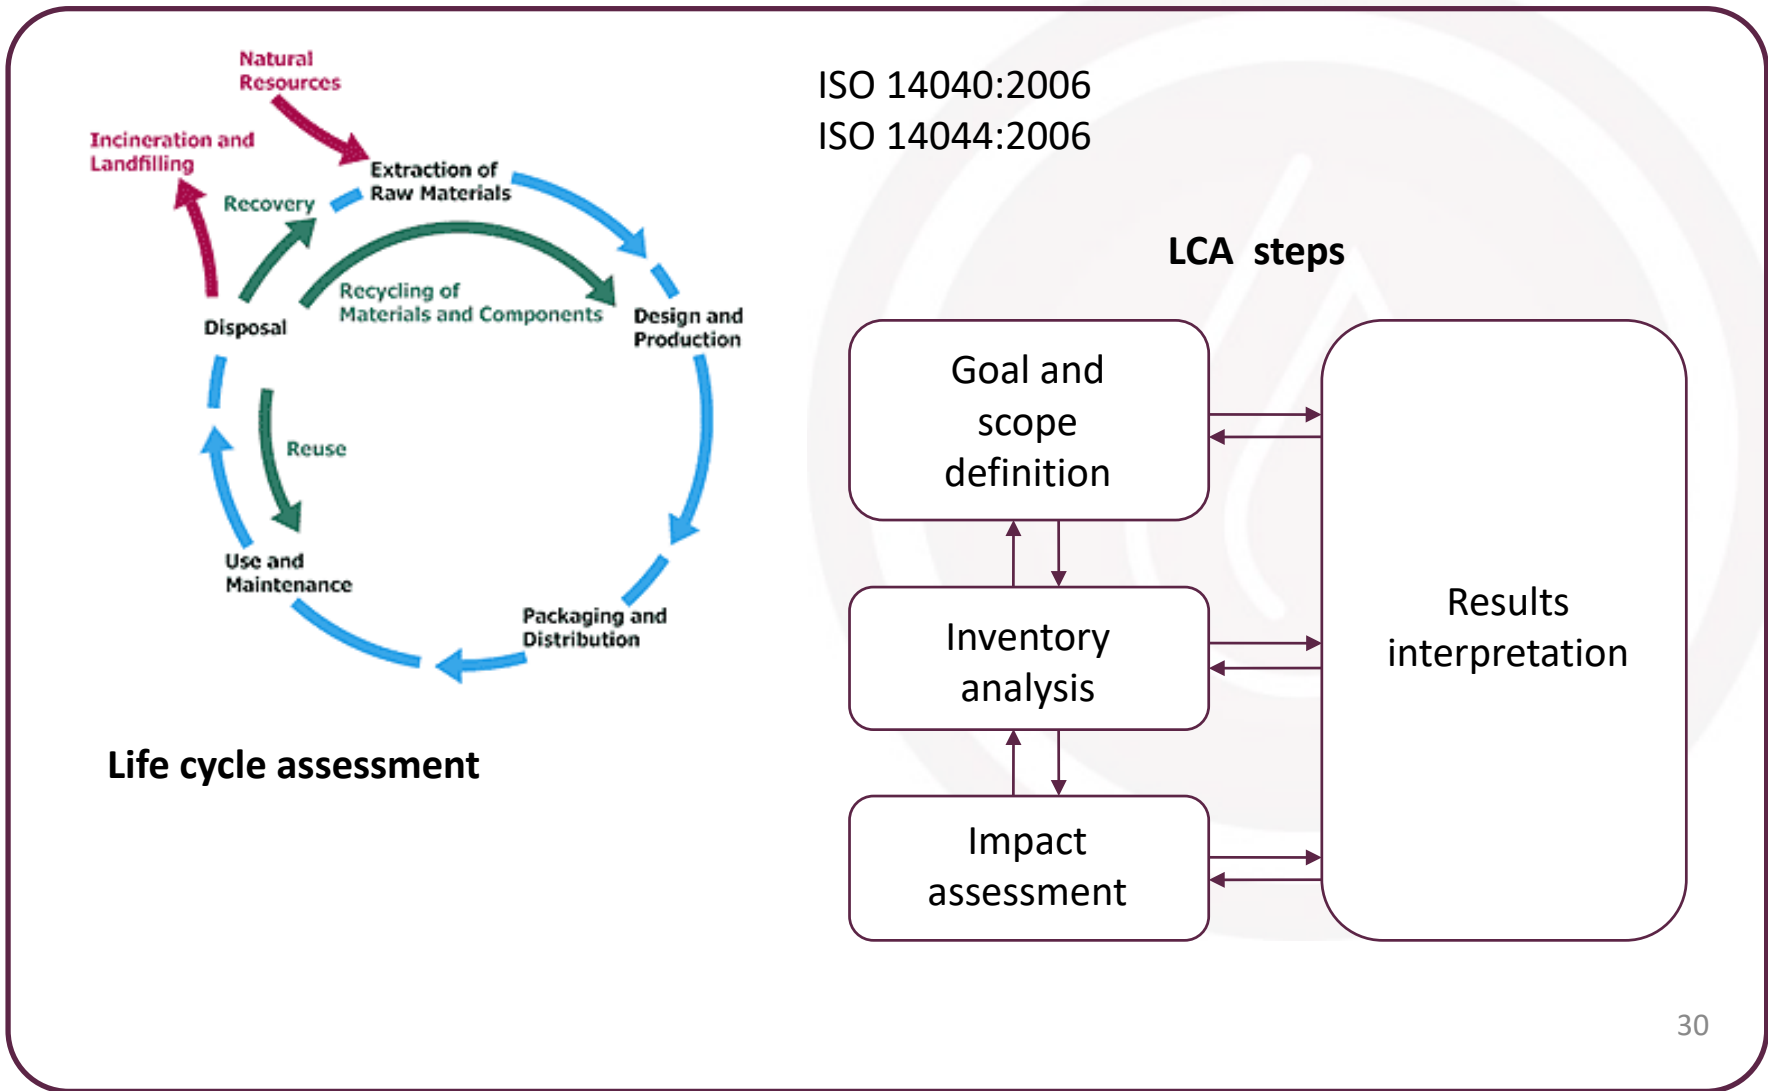 Natural
Resources
Incineration and
Landfilling
Extraction of
Raw Materials
Recovery
Recycling of
Materials and Components
Design and
Production
Disposal
Reuse
Use and
Maintenance
Packaging and
Distribution
Life cycle assessment
ISO 14040:2006
ISO 14044:2006
LCA  steps
Goal and
scope
definition
Inventory
analysis
Impact
assessment
Results
interpretation
30